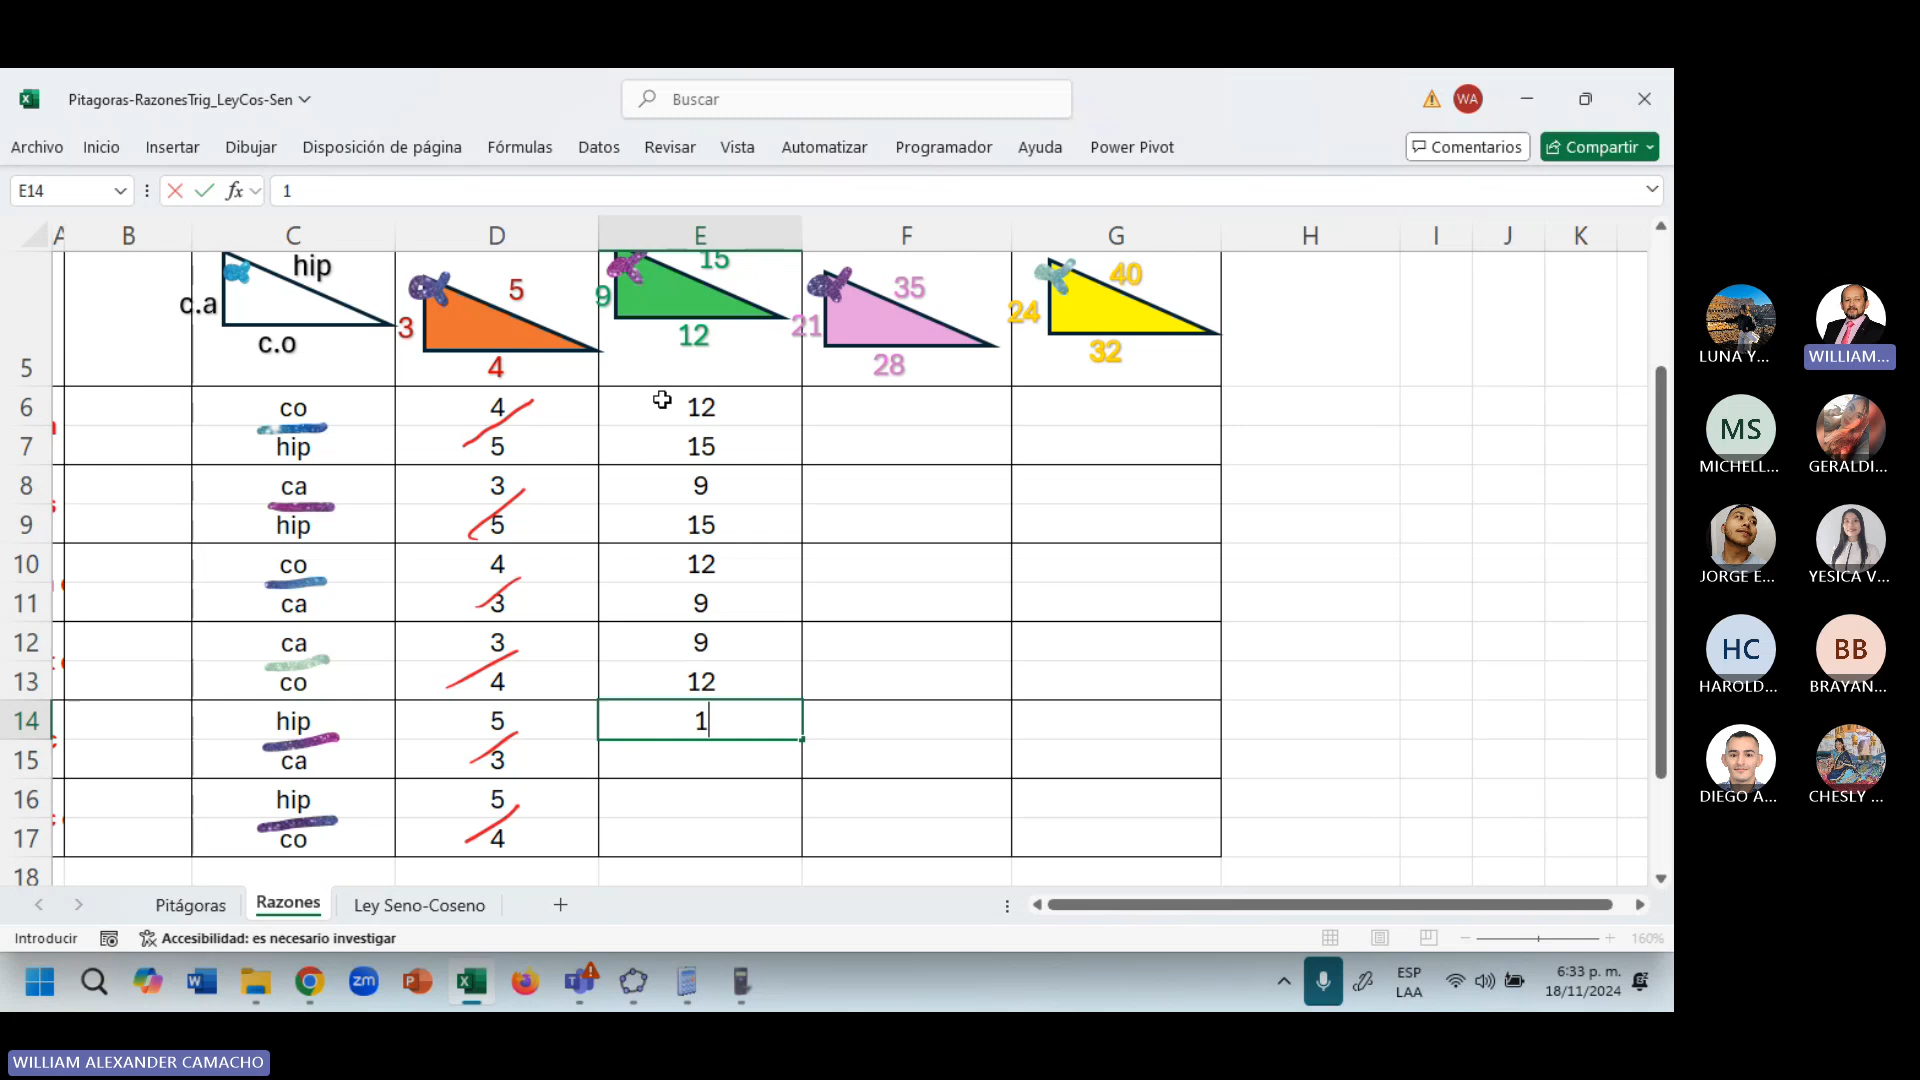 Pitagoras-RazonesTrig_LeyCos-Sen
Buscar
WA
Archivo Inicio Insertar Dibujar Disposición de página Fórmulas Datos Revisar Vista Automatizar Programador Ayuda Power Pivot
Comentarios Compartir
E14 fx 1
A B C D E F G H I J K
hip c.a c.o
5 3 4
15 9 12
35 21 28
40 24 32
5
6 co 4 12
7 hip 5 15
8 ca 3 9
9 hip 5 15
10 co 4 12
11 ca 3 9
12 ca 3 9
13 co 4 12
14 hip 5 1
15 ca 3
16 hip 5
17 co 4
18
Pitágoras Razones Ley Seno-Coseno
Introducir Accesibilidad: es necesario investigar 160%
zm
ESP
LAA
6:33 p. m.
18/11/2024
LUNA Y... WILLIAM...
MS
MICHELL... GERALDI...
JORGE E... YESICA V...
HC BB
HAROLD... BRAYAN...
DIEGO A... CHESLY ...
WILLIAM ALEXANDER CAMACHO